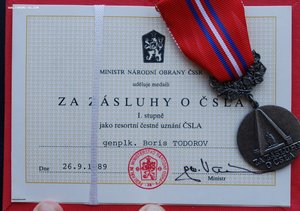 MINISTR NÁRODNÍ OBRANY ČSSR
uděluje medaili
ZA ZÁSLUHY O ČSLA
I. stupně
jako resortní čestné uznání ČSLA
genplk. Boris TODOROV
Dne 26.9.1989
Ministr